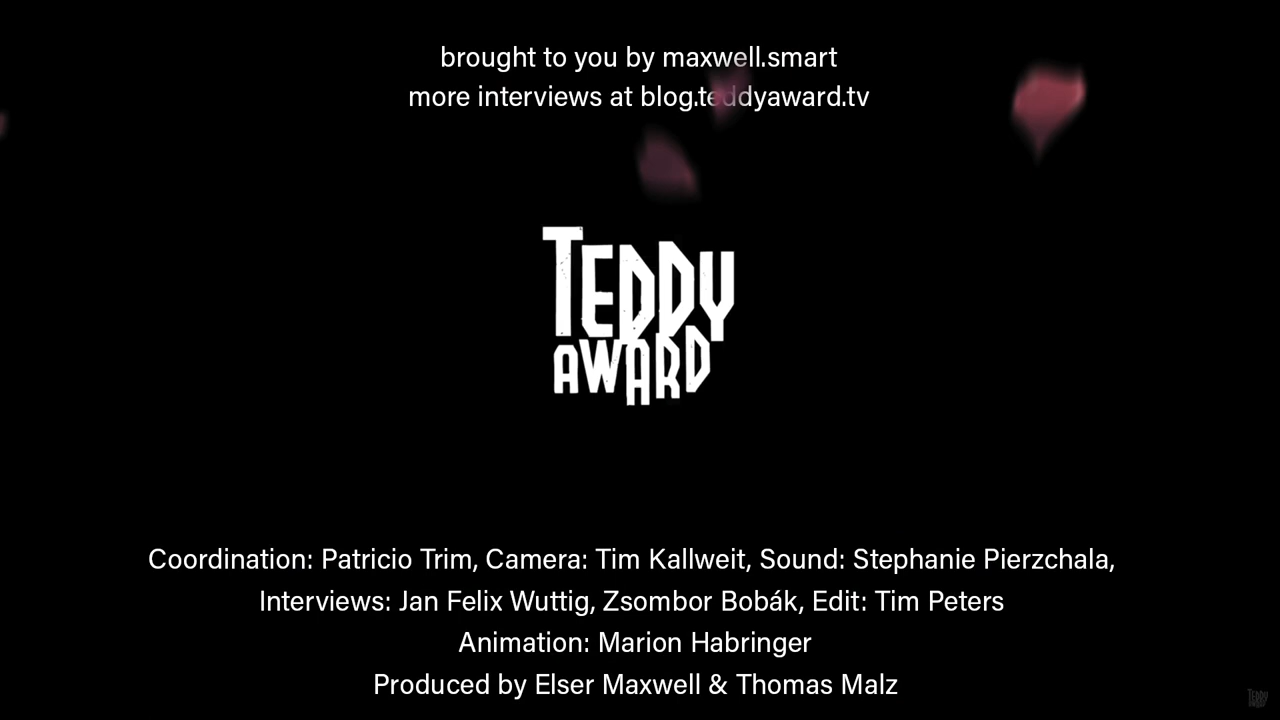 brought to you by maxwell.smart
more interviews at blog.teddyaward.tv
TEDDY
AWARD
Coordination: Patricio Trim, Camera: Tim Kallweit, Sound: Stephanie Pierzchala,
Interviews: Jan Felix Wuttig, Zsombor Bobák, Edit: Tim Peters
Animation: Marion Habringer
Produced by Elser Maxwell & Thomas Malz
TEDDY
AWARD